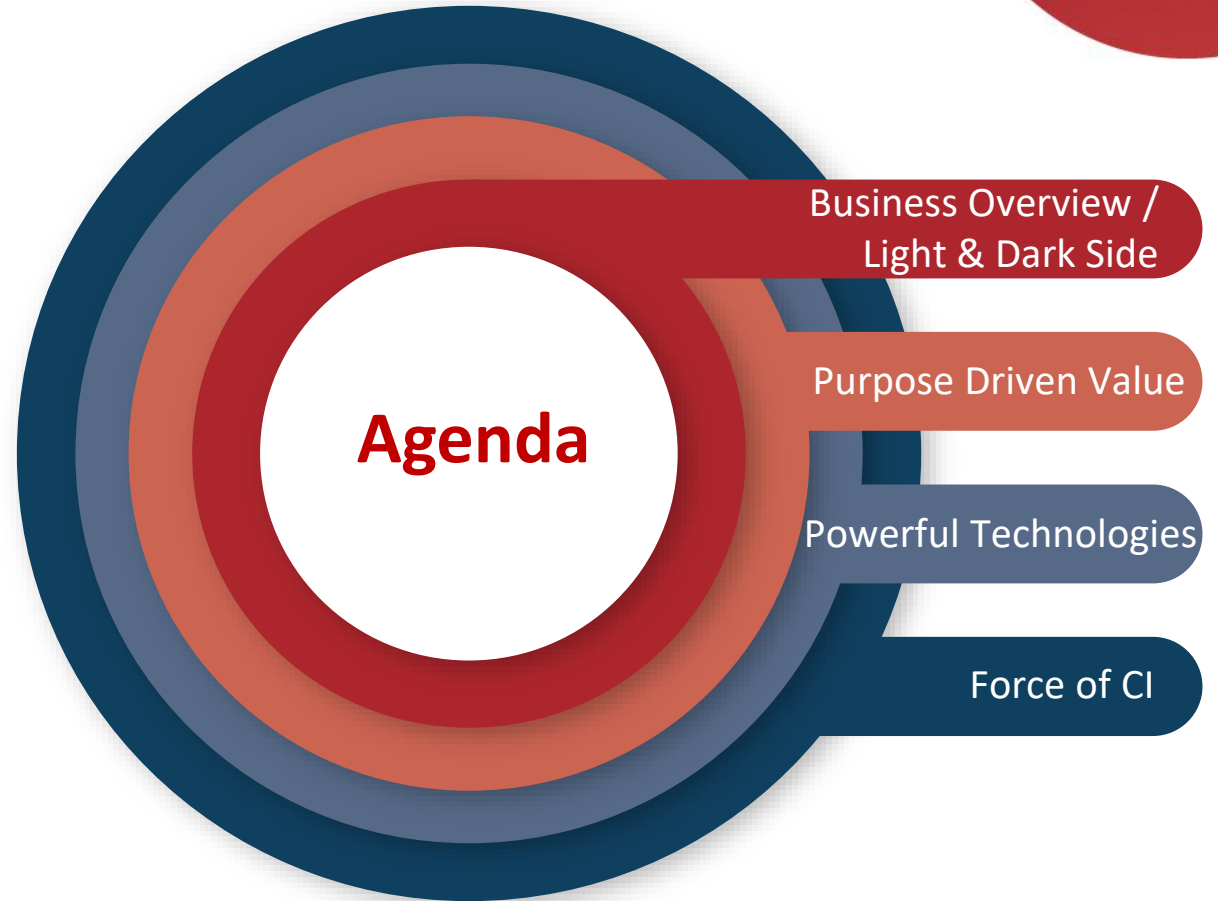 Agenda
Business Overview /
Light & Dark Side
Purpose Driven Value
Powerful Technologies
Force of CI